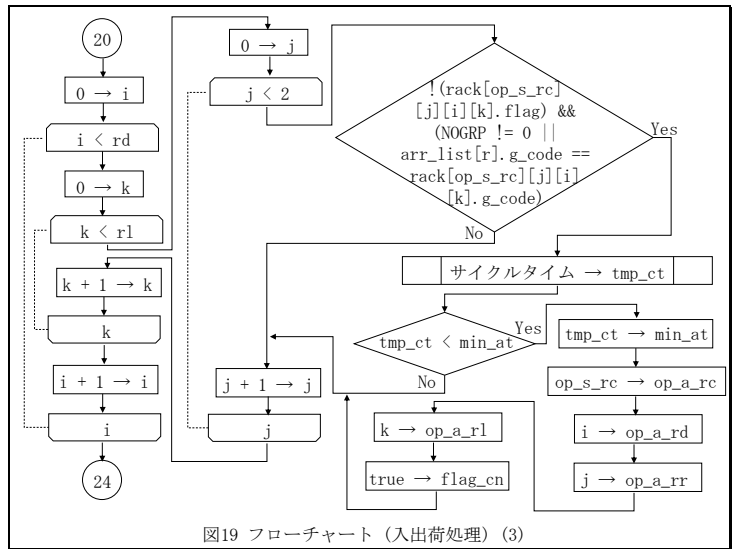 20
0 → i
i < rd
0 → k
k < rl
k + 1 → k
k
i + 1 → i
i
24
0 → j
j < 2
j + 1 → j
j
!(rack[op_s_rc]
[j][i][k].flag) &&
(NOGRP != 0 ||
arr_list[r].g_code ==
rack[op_s_rc][j][i]
[k].g_code)
Yes
No
サイクルタイム → tmp_ct
tmp_ct < min_at
Yes
No
tmp_ct → min_at
op_s_rc → op_a_rc
i → op_a_rd
j → op_a_rr
k → op_a_rl
true → flag_cn
図19 フローチャート（入出荷処理）(3)